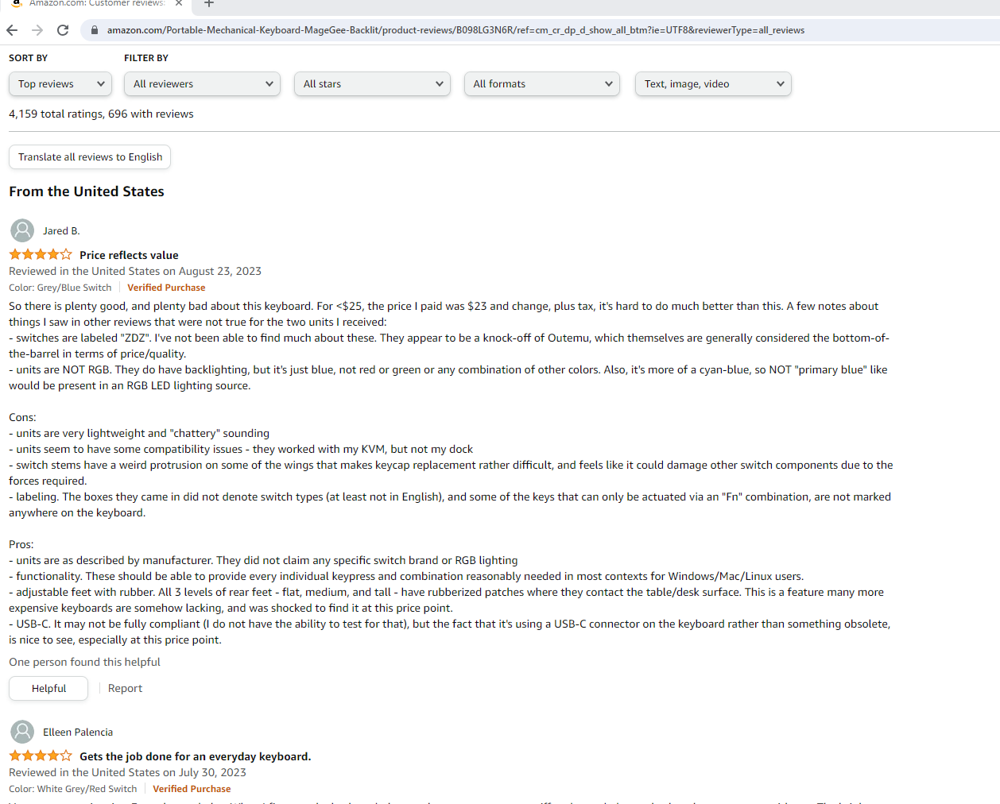 Amazon.com: Customer reviews:
amazon.com/Portable-Mechanical-Keyboard-MageGee-Backlit/product-reviews/B098LG3N6R/ref=cm_cr_dp_d_show_all_btm?ie=UTF8&reviewerType=all_reviews
SORT BY FILTER BY
Top reviews All reviewers All stars All formats Text, image, video
4,159 total ratings, 696 with reviews
Translate all reviews to English
From the United States
Jared B.
Price reflects value
Reviewed in the United States on August 23, 2023
Color: Grey/Blue Switch Verified Purchase
So there is plenty good, and plenty bad about this keyboard. For <$25, the price I paid was $23 and change, plus tax, it's hard to do much better than this. A few notes about
things I saw in other reviews that were not true for the two units I received:
- switches are labeled "ZDZ". I've not been able to find much about these. They appear to be a knock-off of Outemu, which themselves are generally considered the bottom-of-
the-barrel in terms of price/quality.
- units are NOT RGB. They do have backlighting, but it's just blue, not red or green or any combination of other colors. Also, it's more of a cyan-blue, so NOT "primary blue" like
would be present in an RGB LED lighting source.
Cons:
- units are very lightweight and "chattery" sounding
- units seem to have some compatibility issues - they worked with my KVM, but not my dock
- switch stems have a weird protrusion on some of the wings that makes keycap replacement rather difficult, and feels like it could damage other switch components due to the
forces required.
- labeling. The boxes they came in did not denote switch types (at least not in English), and some of the keys that can only be actuated via an "Fn" combination, are not marked
anywhere on the keyboard.
Pros:
- units are as described by manufacturer. They did not claim any specific switch brand or RGB lighting
- functionality. These should be able to provide every individual keypress and combination reasonably needed in most contexts for Windows/Mac/Linux users.
- adjustable feet with rubber. All 3 levels of rear feet - flat, medium, and tall - have rubberized patches where they contact the table/desk surface. This is a feature many more
expensive keyboards are somehow lacking, and was shocked to find it at this price point.
- USB-C. It may not be fully compliant (I do not have the ability to test for that), but the fact that it's using a USB-C connector on the keyboard rather than something obsolete,
is nice to see, especially at this price point.
One person found this helpful
Helpful Report
Elleen Palencia
Gets the job done for an everyday keyboard.
Reviewed in the United States on July 30, 2023
Color: White Grey/Red Switch Verified Purchase